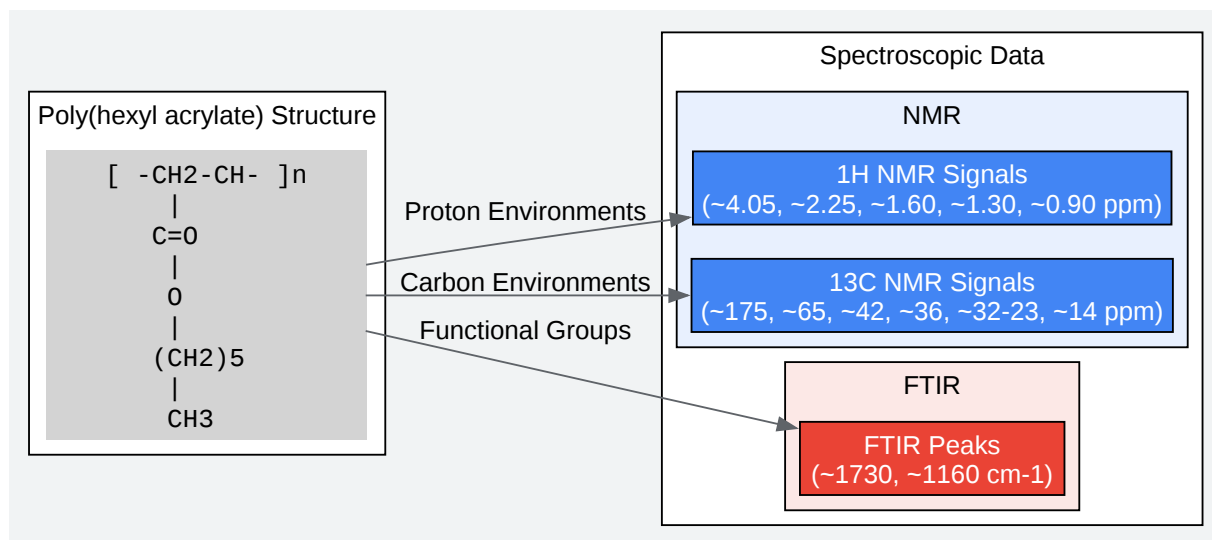 Poly(hexyl acrylate) Structure
[ -CH2-CH- ]n
|
C=O
|
O
|
(CH2)5
|
CH3
Proton Environments
Carbon Environments
Functional Groups
Spectroscopic Data
NMR
1H NMR Signals
(~4.05, ~2.25, ~1.60, ~1.30, ~0.90 ppm)
13C NMR Signals
(~175, ~65, ~42, ~36, ~32-23, ~14 ppm)
FTIR
FTIR Peaks
(~1730, ~1160 cm-1)